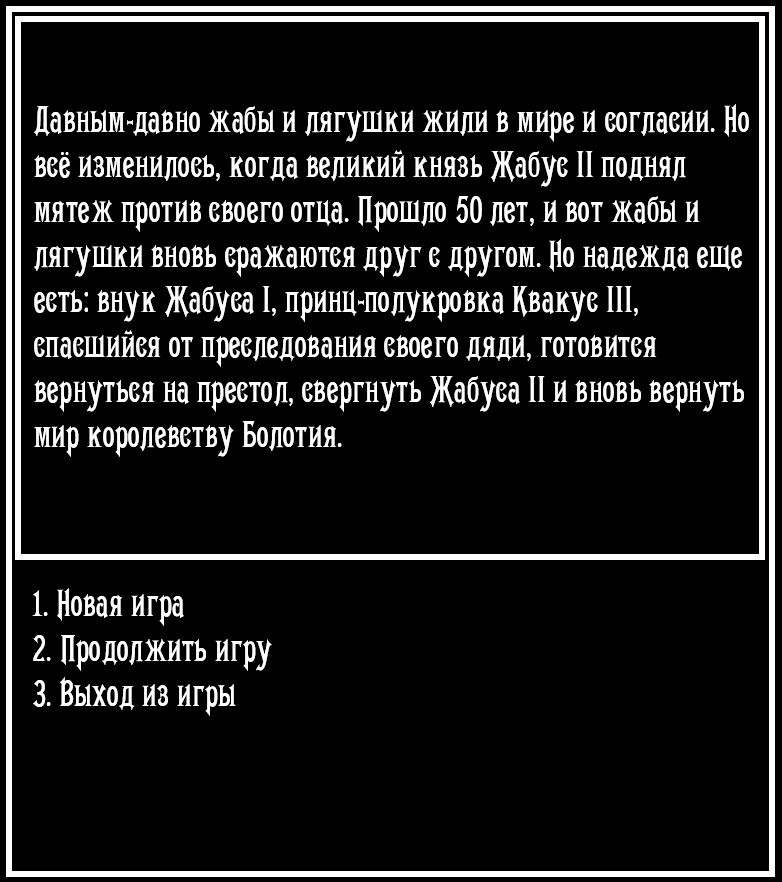 Давным-давно жабы и лягушки жили в мире и согласии. Но
всё изменилось, когда великий князь Жабус II поднял
мятеж против своего отца. Прошло 50 лет, и вот жабы и
лягушки вновь сражаются друг с другом. Но надежда еще
есть: внук Жабуса I, принц-полукровка Квакус III,
спасшийся от преследования своего дяди, готовится
вернуться на престол, свергнуть Жабуса II и вновь вернуть
мир королевству Болотия.
1. Новая игра
2. Продолжить игру
3. Выход из игры